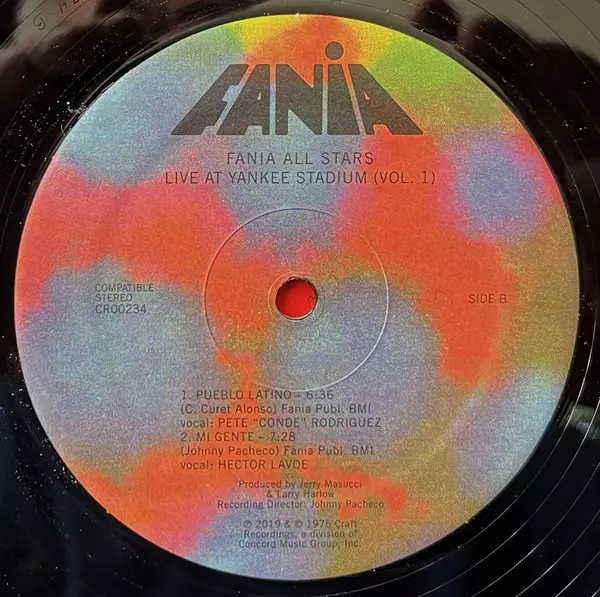 FANIA
FANIA ALL STARS
LIVE AT YANKEE STADIUM (VOL. 1)
COMPATIBLE
STEREO
CR00234
SIDE B
1. PUEBLO LATINO – 6:36
(C. Curet Alonso) Fania Publ. BMI
vocal: PETE "CONDE" RODRIGUEZ
2. MI GENTE – 7:28
(Johnny Pacheco) Fania Publ. BMI
vocal: HECTOR LAVOE
Produced by Jerry Masucci
& Larry Harlow
Recording Director: Johnny Pacheco
℗ 2019 & © 1975 Craft
Recordings, a division of
Concord Music Group, Inc.